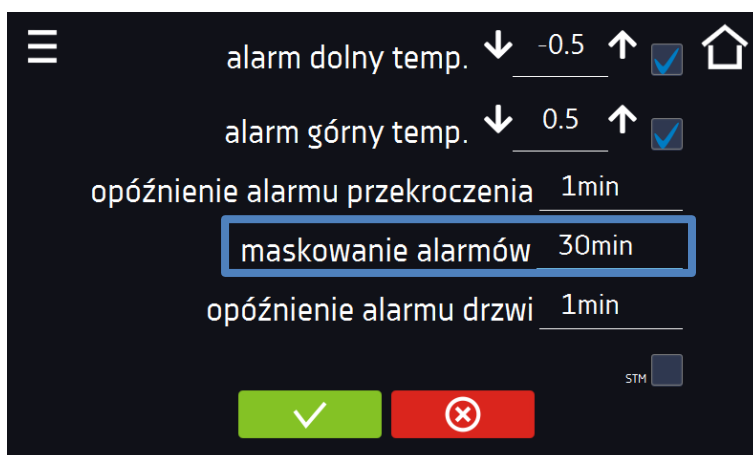 alarm dolny temp. -0.5
alarm górny temp. 0.5
opóźnienie alarmu przekroczenia 1min
maskowanie alarmów 30min
opóźnienie alarmu drzwi 1min
STM